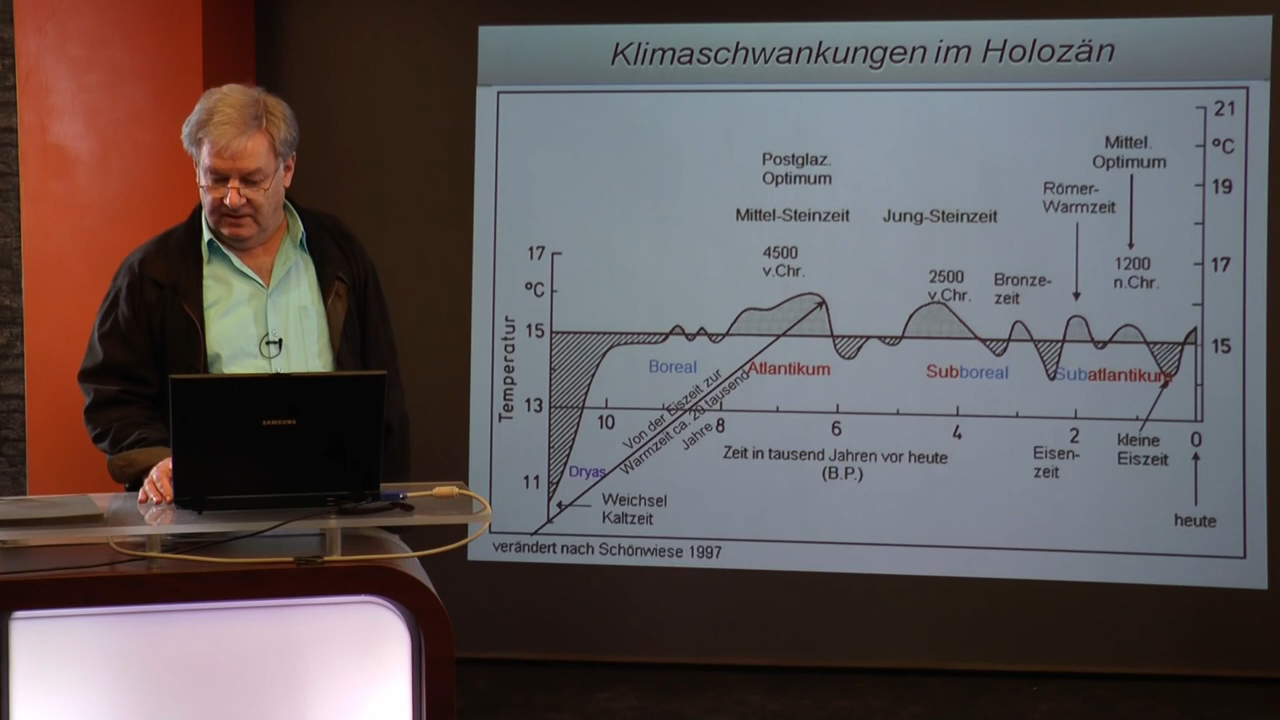 Klimaschwankungen im Holozän
21
°C
19
17
15
Mittel.
Optimum
Römer-
Warmzeit
Postglaz.
Optimum
Mittel-Steinzeit
Jung-Steinzeit
4500
v.Chr.
2500
v.Chr.
Bronze-
zeit
1200
n.Chr.
17
°C
15
13
11
Temperatur
Boreal
Atlantikum
Subboreal
Subatlantikum
Von der Eiszeit zur
Warmzeit ca. 20 tausend
Jahre
10
8
6
4
2
0
Zeit in tausend Jahren vor heute
(B.P.)
Eisen-
zeit
kleine
Eiszeit
heute
Dryas
Weichsel
Kaltzeit
verändert nach Schönwiese 1997
SAMSUNG